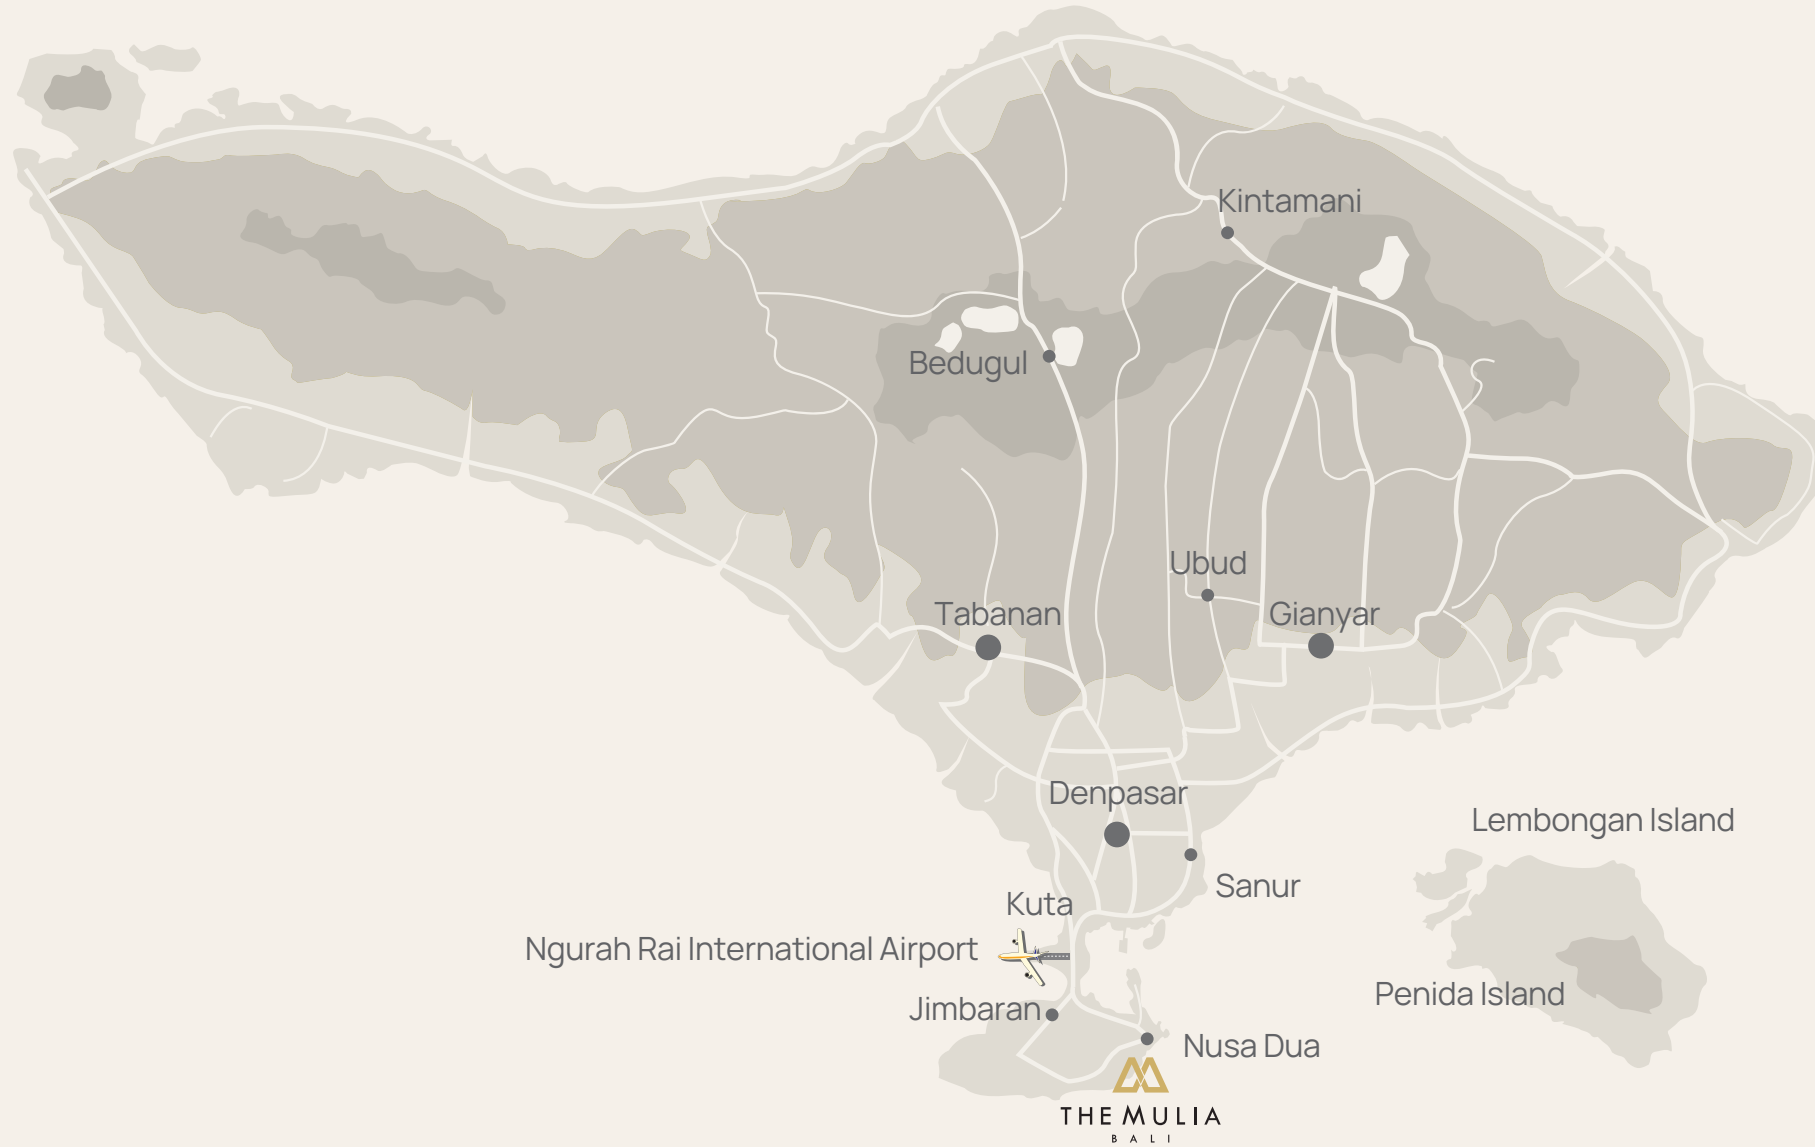 Kintamani
Bedugul
Ubud
Tabanan
Gianyar
Denpasar
Lembongan Island
Sanur
Kuta
Ngurah Rai International Airport
Penida Island
Jimbaran
Nusa Dua
THE MULIA
BALI